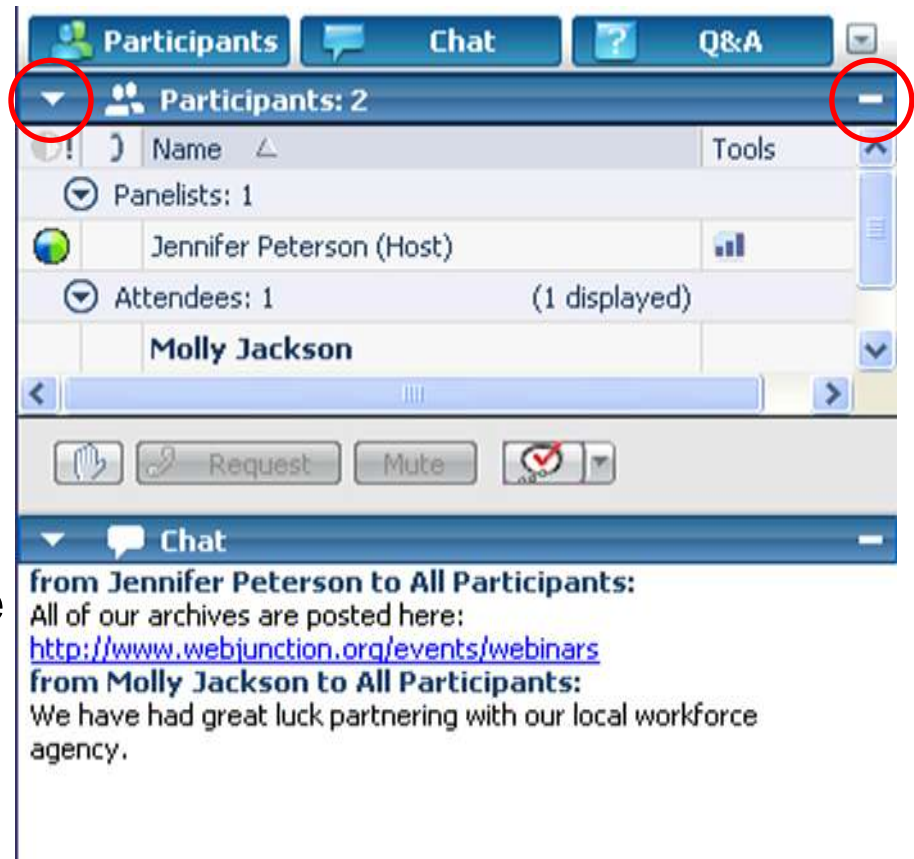 Participants Chat Q&A
Participants: 2
Name Tools
Panelists: 1
Jennifer Peterson (Host)
Attendees: 1 (1 displayed)
Molly Jackson
Request Mute
Chat
from Jennifer Peterson to All Participants:
All of our archives are posted here:
http://www.webjunction.org/events/webinars
from Molly Jackson to All Participants:
We have had great luck partnering with our local workforce
agency.